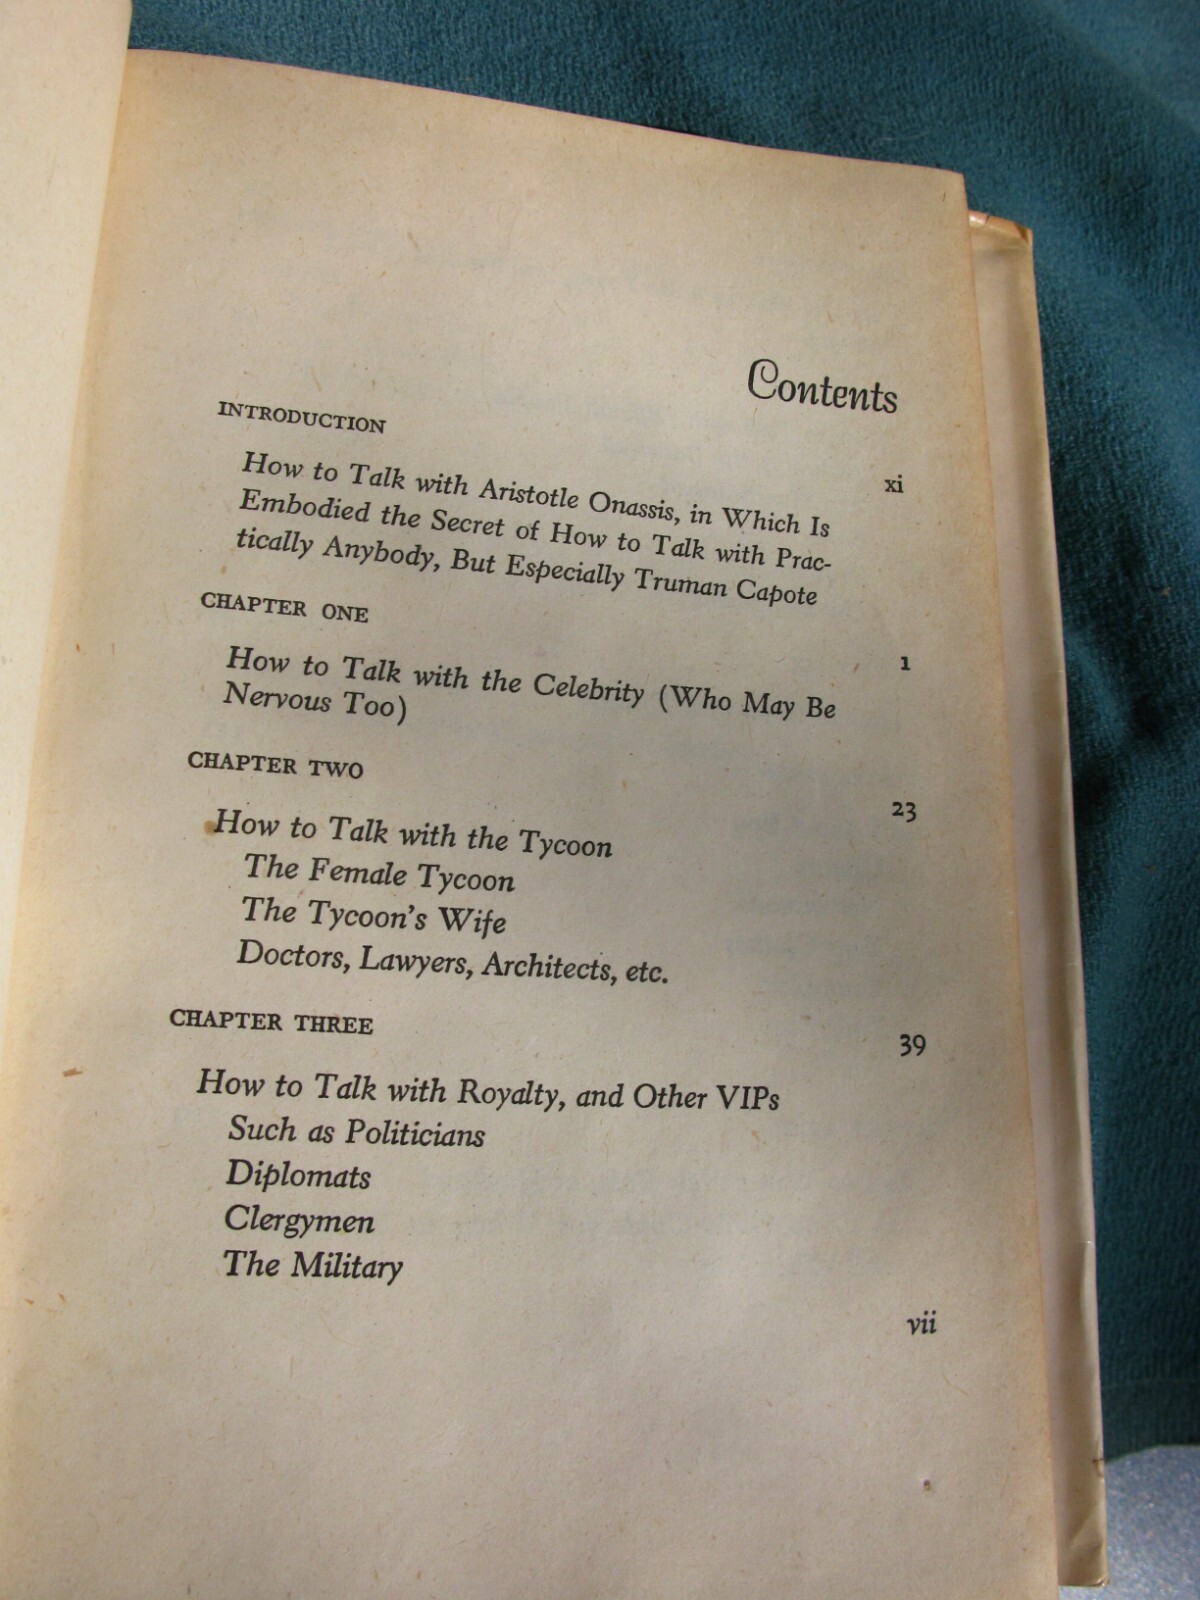 Contents
INTRODUCTION
xi
How to Talk with Aristotle Onassis, in Which Is
Embodied the Secret of How to Talk with Prac-
tically Anybody, But Especially Truman Capote
CHAPTER ONE
1
How to Talk with the Celebrity (Who May Be
Nervous Too)
CHAPTER TWO
23
How to Talk with the Tycoon
The Female Tycoon
The Tycoon's Wife
Doctors, Lawyers, Architects, etc.
CHAPTER THREE
39
How to Talk with Royalty, and Other VIPs
Such as Politicians
Diplomats
Clergymen
The Military
vii